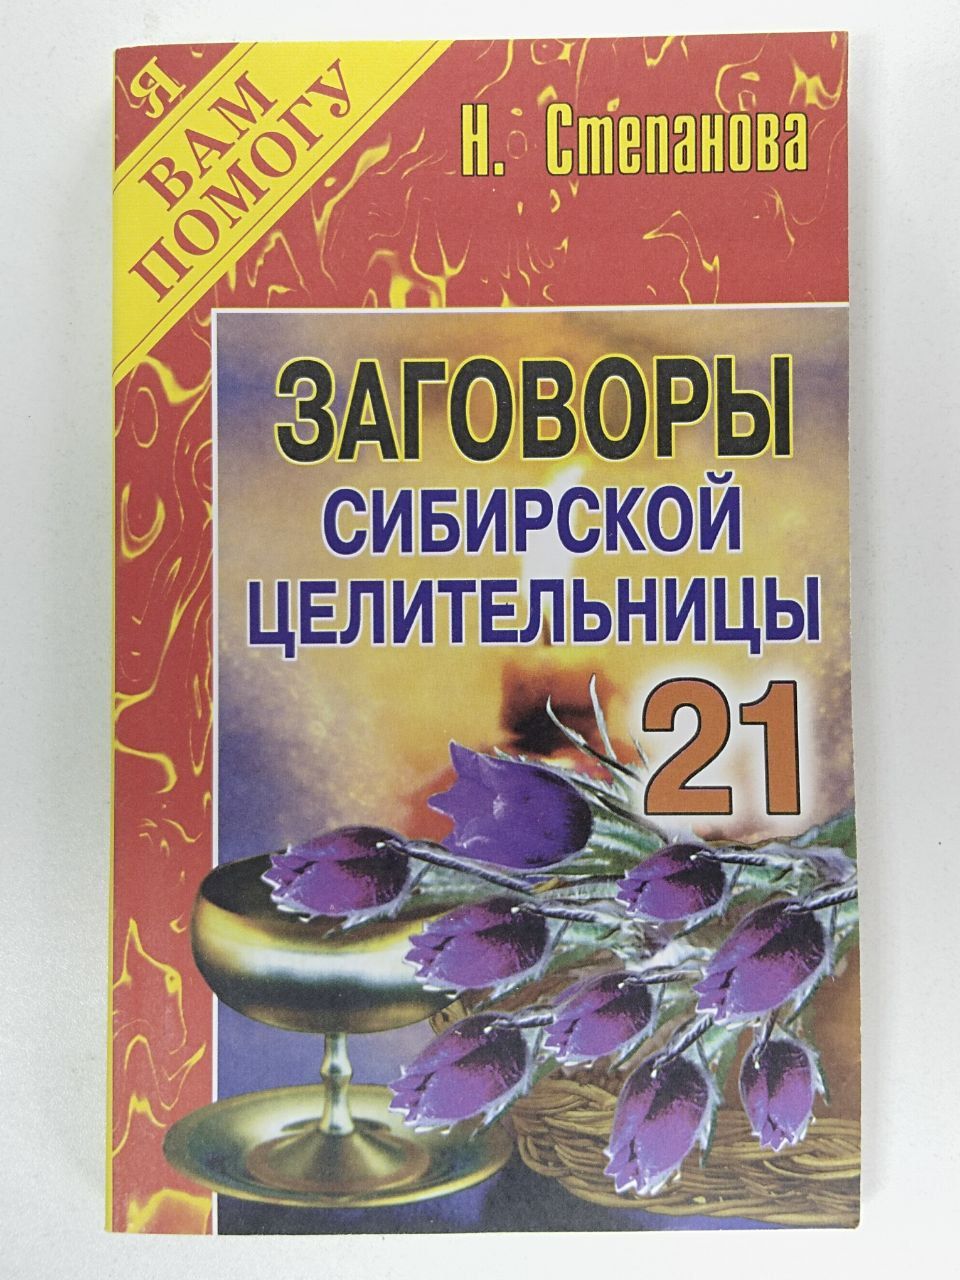 Я
ВАМ
ПОМОГУ
Н. Степанова
ЗАГОВОРЫ
СИБИРСКОЙ
ЦЕЛИТЕЛЬНИЦЫ
21